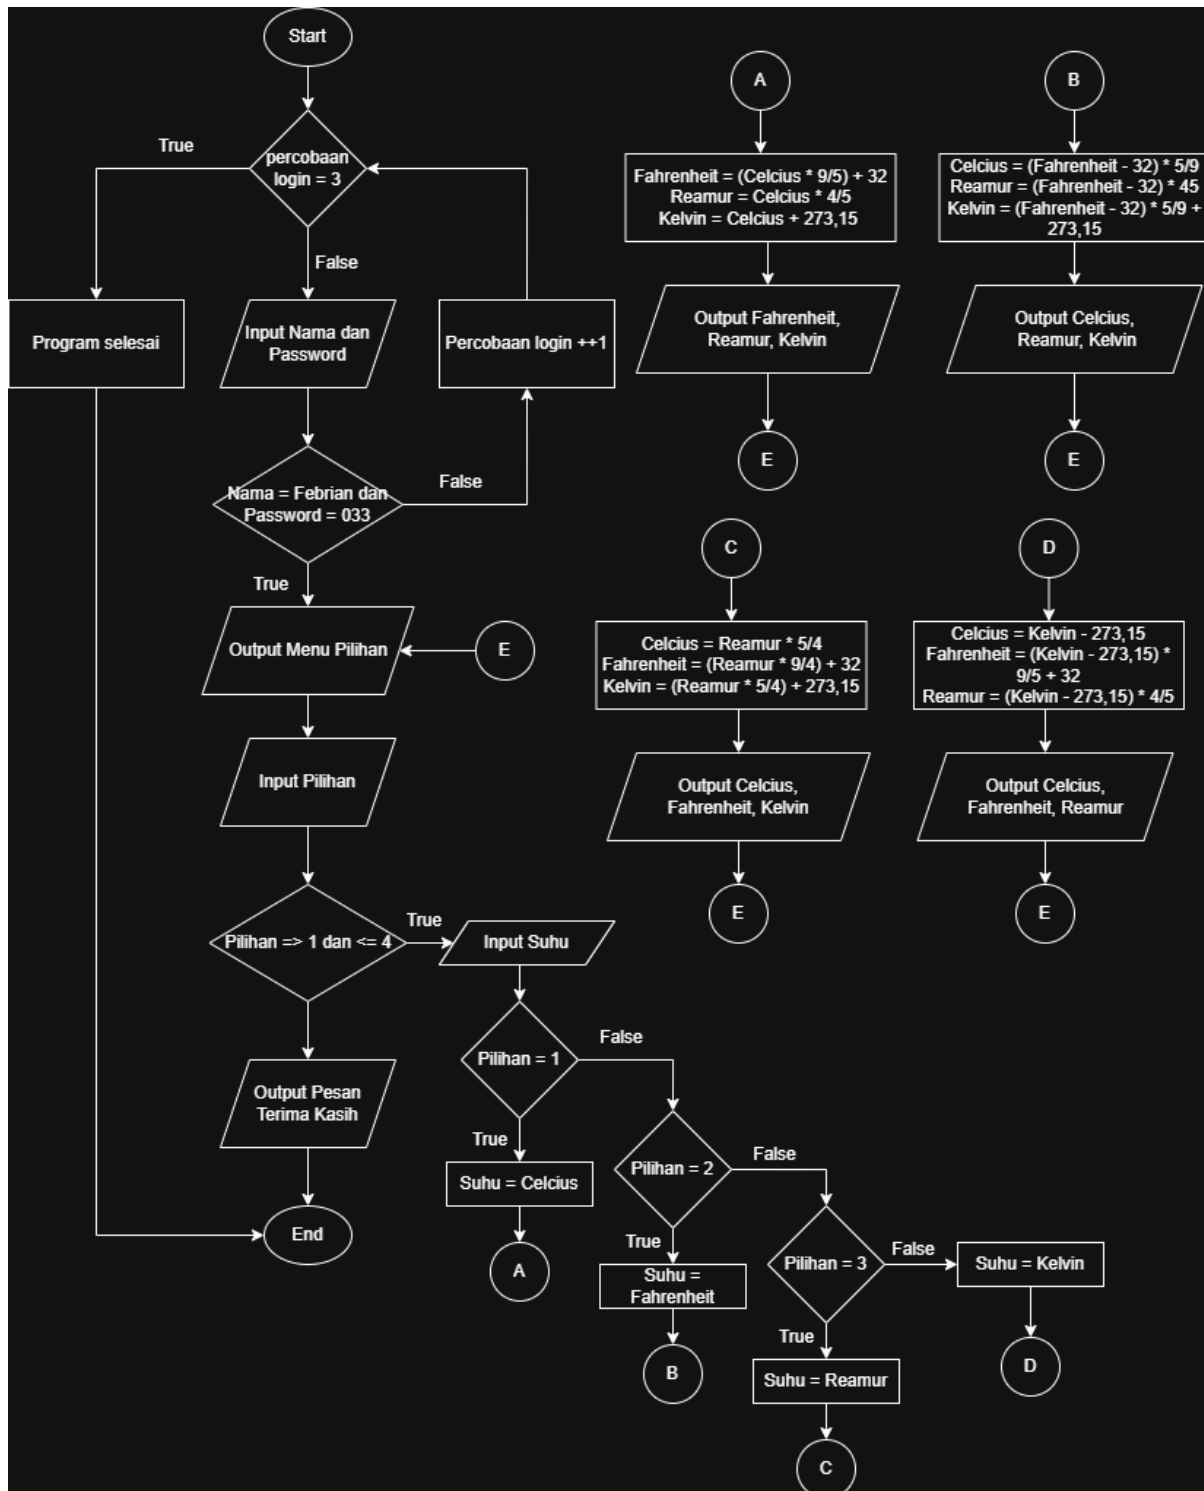 Start
percobaan
login = 3
True
False
Program selesai
Input Nama dan
Password
Percobaan login ++1
Nama = Febrian dan
Password = 033
False
True
Output Menu Pilihan
E
Input Pilihan
Pilihan => 1 dan <= 4
True
Input Suhu
Output Pesan
Terima Kasih
End
Pilihan = 1
False
True
Suhu = Celcius
A
Pilihan = 2
False
True
Suhu =
Fahrenheit
B
Pilihan = 3
False
Suhu = Kelvin
D
True
Suhu = Reamur
C
A
Fahrenheit = (Celcius * 9/5) + 32
Reamur = Celcius * 4/5
Kelvin = Celcius + 273,15
Output Fahrenheit,
Reamur, Kelvin
E
B
Celcius = (Fahrenheit - 32) * 5/9
Reamur = (Fahrenheit - 32) * 45
Kelvin = (Fahrenheit - 32) * 5/9 +
273,15
Output Celcius,
Reamur, Kelvin
E
C
Celcius = Reamur * 5/4
Fahrenheit = (Reamur * 9/4) + 32
Kelvin = (Reamur * 5/4) + 273,15
Output Celcius,
Fahrenheit, Kelvin
E
D
Celcius = Kelvin - 273,15
Fahrenheit = (Kelvin - 273,15) *
9/5 + 32
Reamur = (Kelvin - 273,15) * 4/5
Output Celcius,
Fahrenheit, Reamur
E